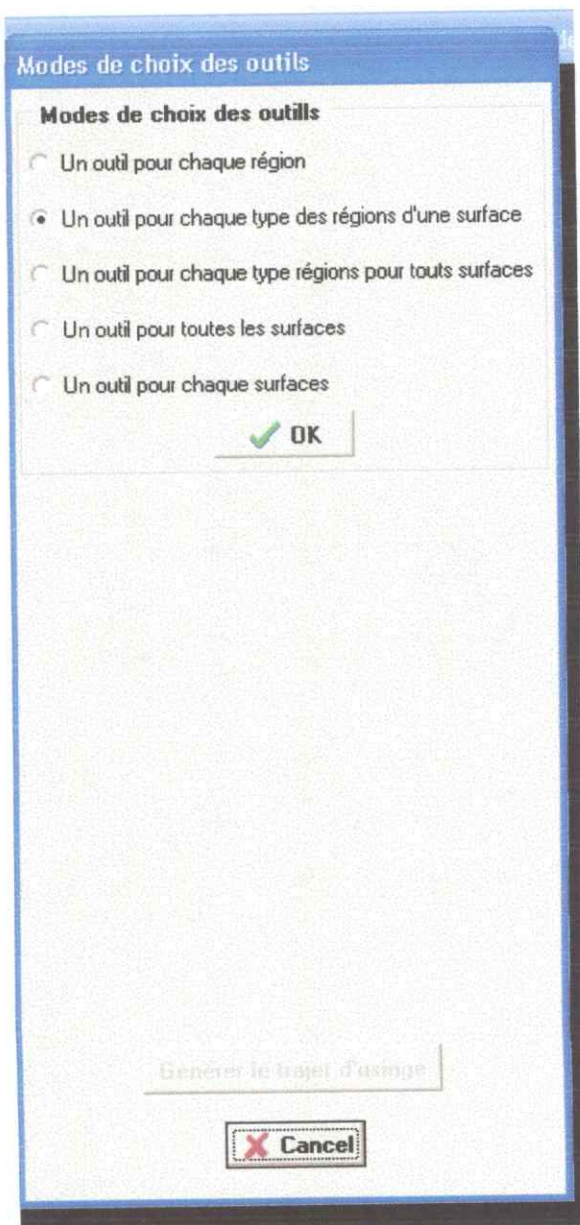 Modes de choix des outils
Modes de choix des outills
Un outil pour chaque région
Un outil pour chaque type des régions d'une surface
Un outil pour chaque type régions pour touts surfaces
Un outil pour toutes les surfaces
Un outil pour chaque surfaces
OK
Générer le trajet d'usinge
Cancel